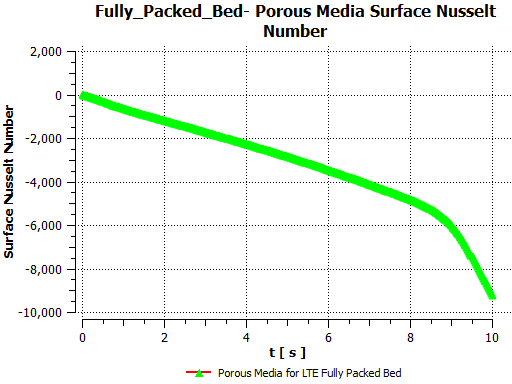 Fully_Packed_Bed- Porous Media Surface Nusselt
Number
2,000
0
-2,000
-4,000
-6,000
-8,000
-10,000
Surface Nusselt Number
0 2 4 6 8 10
t [ s ]
Porous Media for LTE Fully Packed Bed